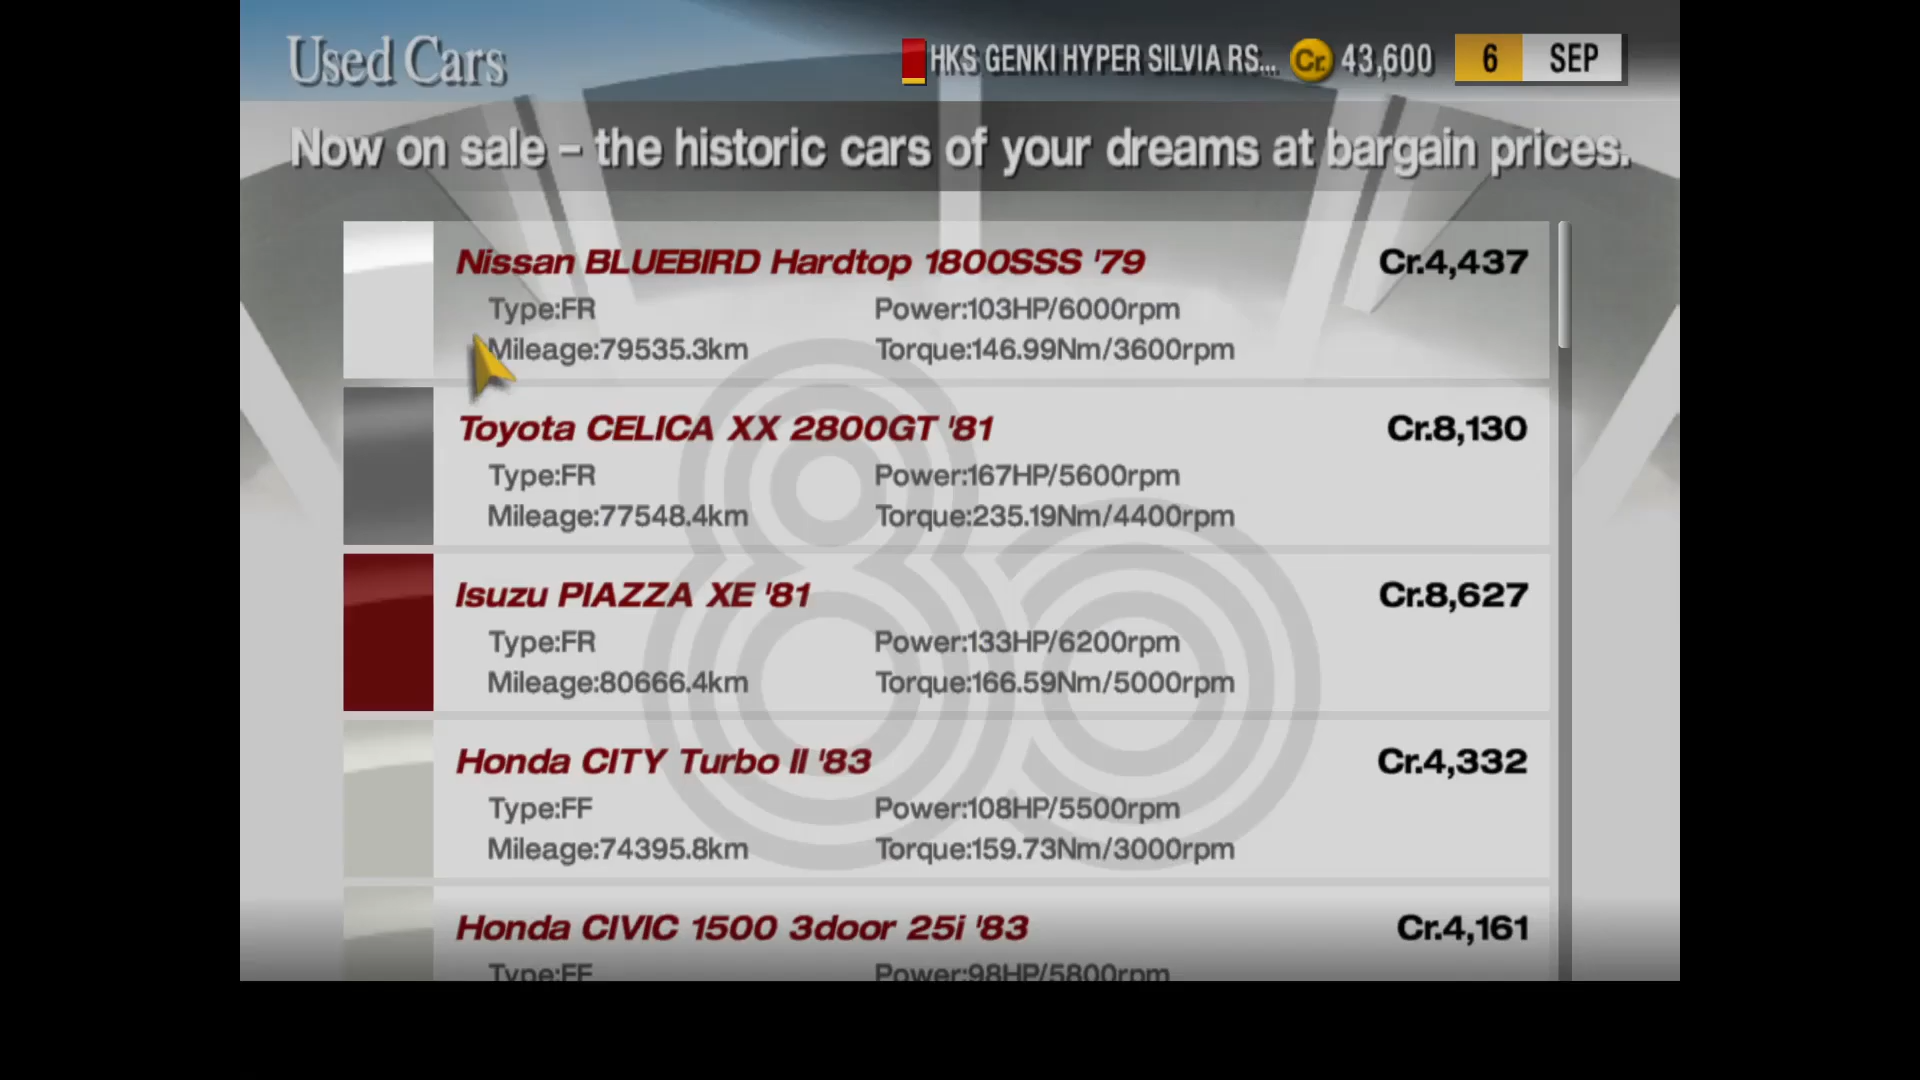 Used Cars
HKS GENKI HYPER SILVIA RS... Cr. 43,600 6 SEP
Now on sale – the historic cars of your dreams at bargain prices.
Nissan BLUEBIRD Hardtop 1800SSS '79 Cr.4,437
Type:FR Power:103HP/6000rpm
Mileage:79535.3km Torque:146.99Nm/3600rpm
Toyota CELICA XX 2800GT '81 Cr.8,130
Type:FR Power:167HP/5600rpm
Mileage:77548.4km Torque:235.19Nm/4400rpm
Isuzu PIAZZA XE '81 Cr.8,627
Type:FR Power:133HP/6200rpm
Mileage:80666.4km Torque:166.59Nm/5000rpm
Honda CITY Turbo II '83 Cr.4,332
Type:FF Power:108HP/5500rpm
Mileage:74395.8km Torque:159.73Nm/3000rpm
Honda CIVIC 1500 3door 25i '83 Cr.4,161
Type:FF Power:98HP/5800rpm
80